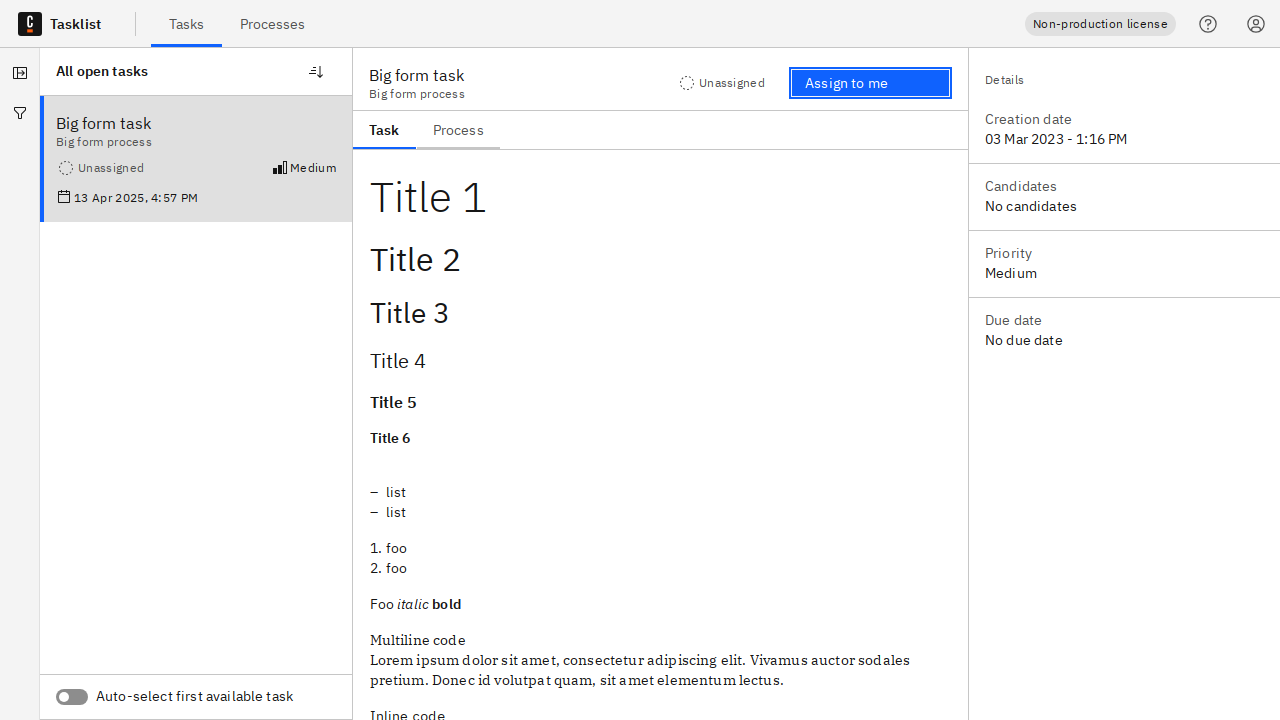 C Tasklist Tasks Processes Non-production license
All open tasks
Big form task
Big form process
Unassigned Medium
13 Apr 2025, 4:57 PM
Auto-select first available task
Big form task
Big form process
Unassigned Assign to me
Task Process
Title 1
Title 2
Title 3
Title 4
Title 5
Title 6
– list
– list
1. foo
2. foo
Foo italic bold
Multiline code
Lorem ipsum dolor sit amet, consectetur adipiscing elit. Vivamus auctor sodales
pretium. Donec id volutpat quam, sit amet elementum lectus.
Inline code
Details
Creation date
03 Mar 2023 - 1:16 PM
Candidates
No candidates
Priority
Medium
Due date
No due date